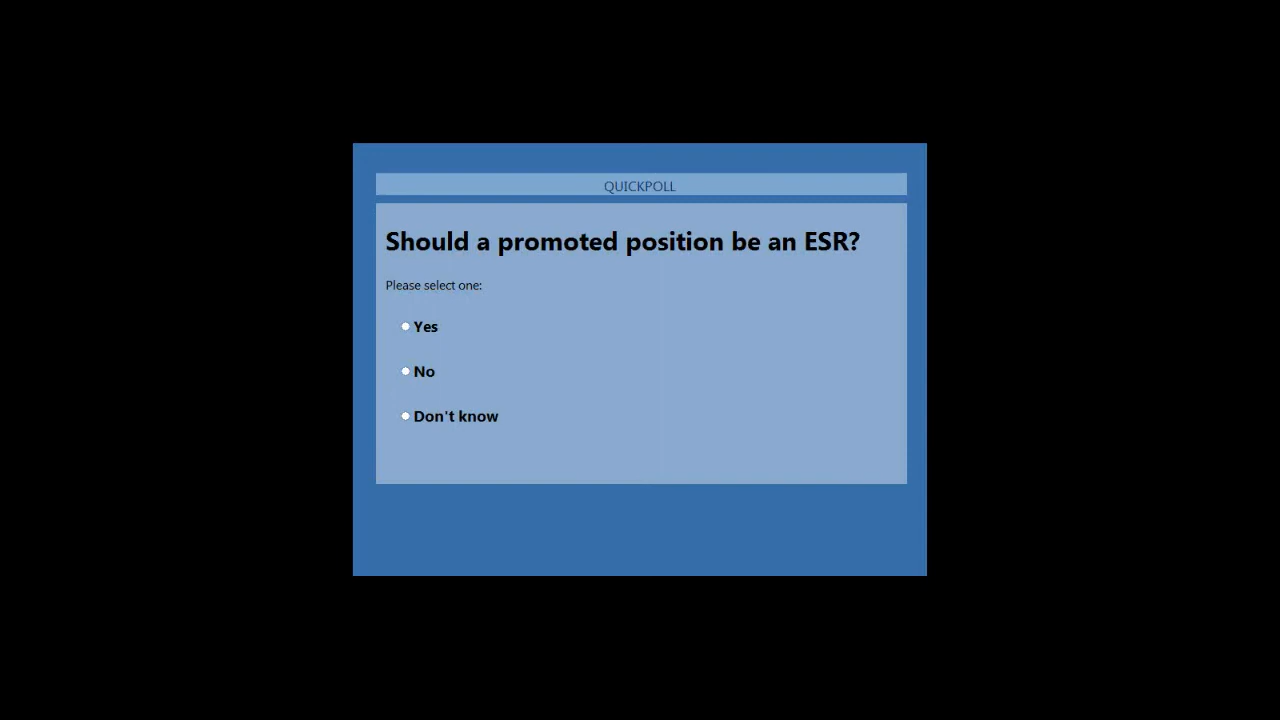 QUICKPOLL
Should a promoted position be an ESR?
Please select one:
Yes
No
Don't know